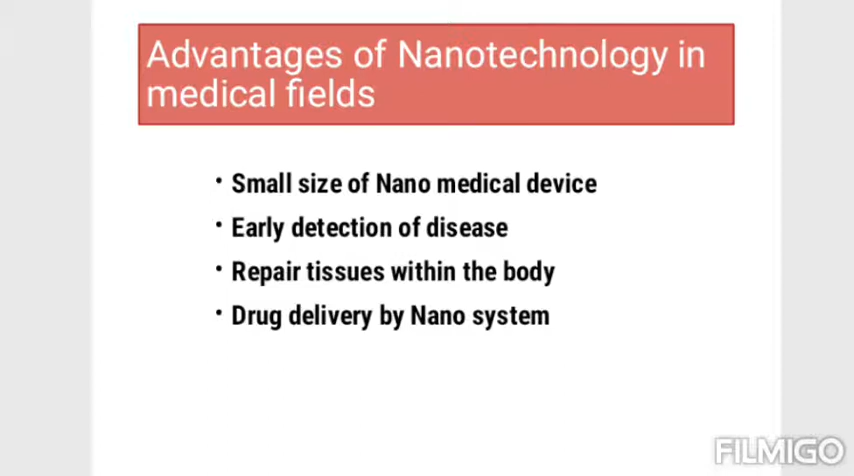 Advantages of Nanotechnology in
medical fields
• Small size of Nano medical device
• Early detection of disease
• Repair tissues within the body
• Drug delivery by Nano system
FILMIGO